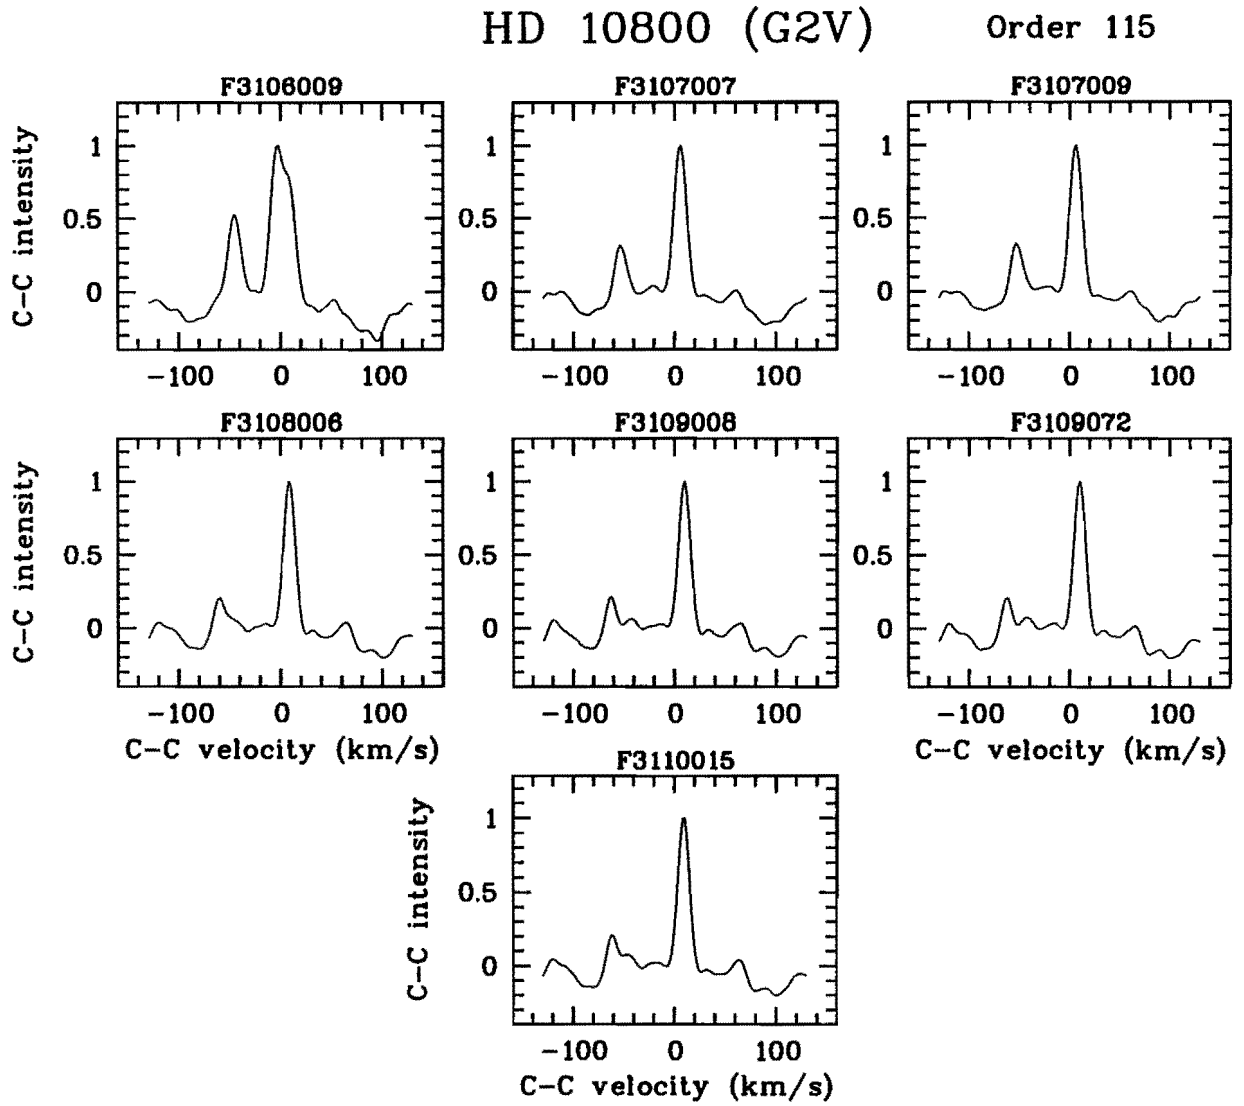 HD 10800 (G2V) Order 115
F3106009 F3107007 F3107009
C-C intensity
1 1 1
0.5 0.5 0.5
0 0 0
-100 0 100 -100 0 100 -100 0 100
F3108006 F3109008 F3109072
C-C intensity
1 1 1
0.5 0.5 0.5
0 0 0
-100 0 100 -100 0 100 -100 0 100
C-C velocity (km/s) C-C velocity (km/s)
F3110015
C-C intensity
1
0.5
0
-100 0 100
C-C velocity (km/s)